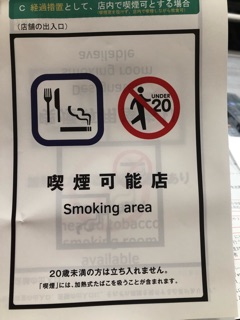 C 経過措置として、店内で喫煙可とする場合
(店舗の出入口)
UNDER
20
喫煙可能店
Smoking area
20歳未満の方は立ち入れません。
「喫煙」には、加熱式たばこを吸うことが含まれます。